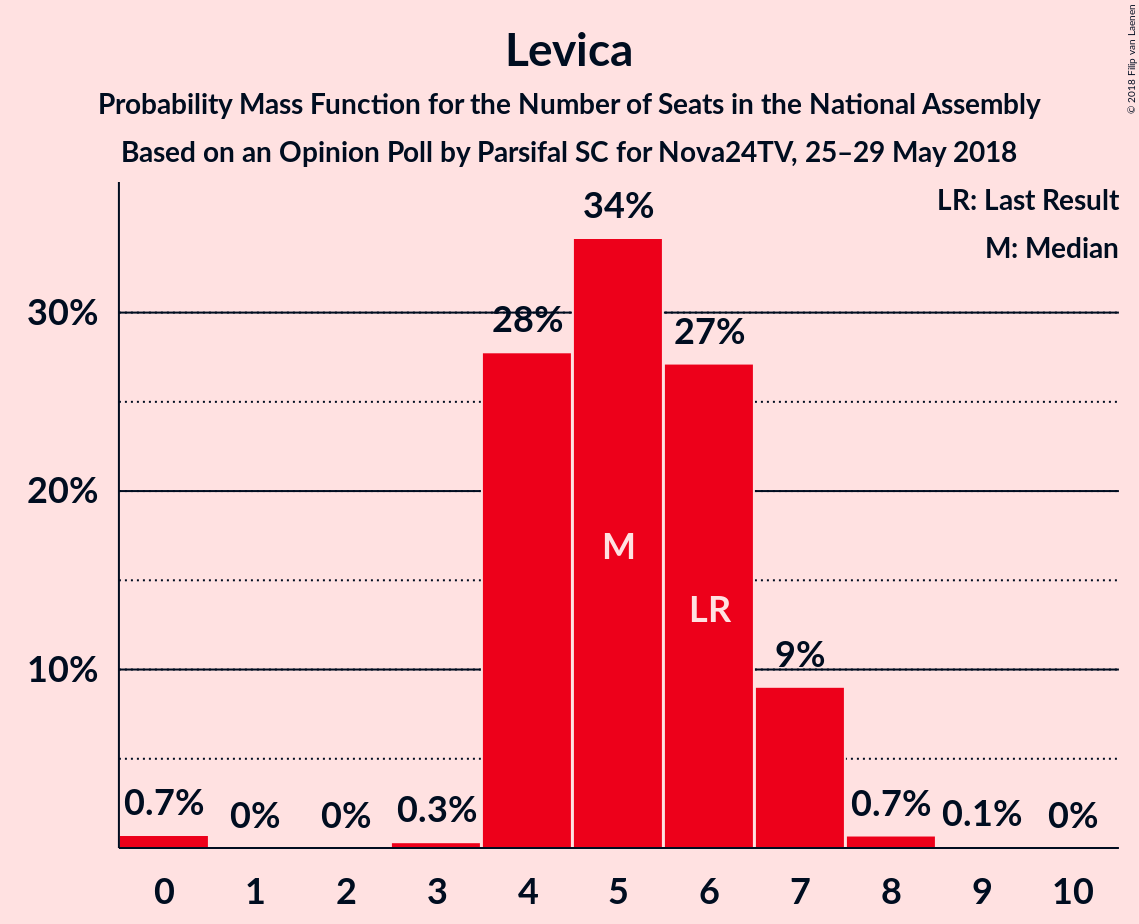 Levica
Probability Mass Function for the Number of Seats in the National Assembly
Based on an Opinion Poll by Parsifal SC for Nova24TV, 25–29 May 2018
© 2018 Filip van Laenen
LR: Last Result
M: Median
30%
20%
10%
0.7%
0%
0%
0.3%
28%
34%
27%
9%
0.7%
0.1%
0%
M
LR
0 1 2 3 4 5 6 7 8 9 10